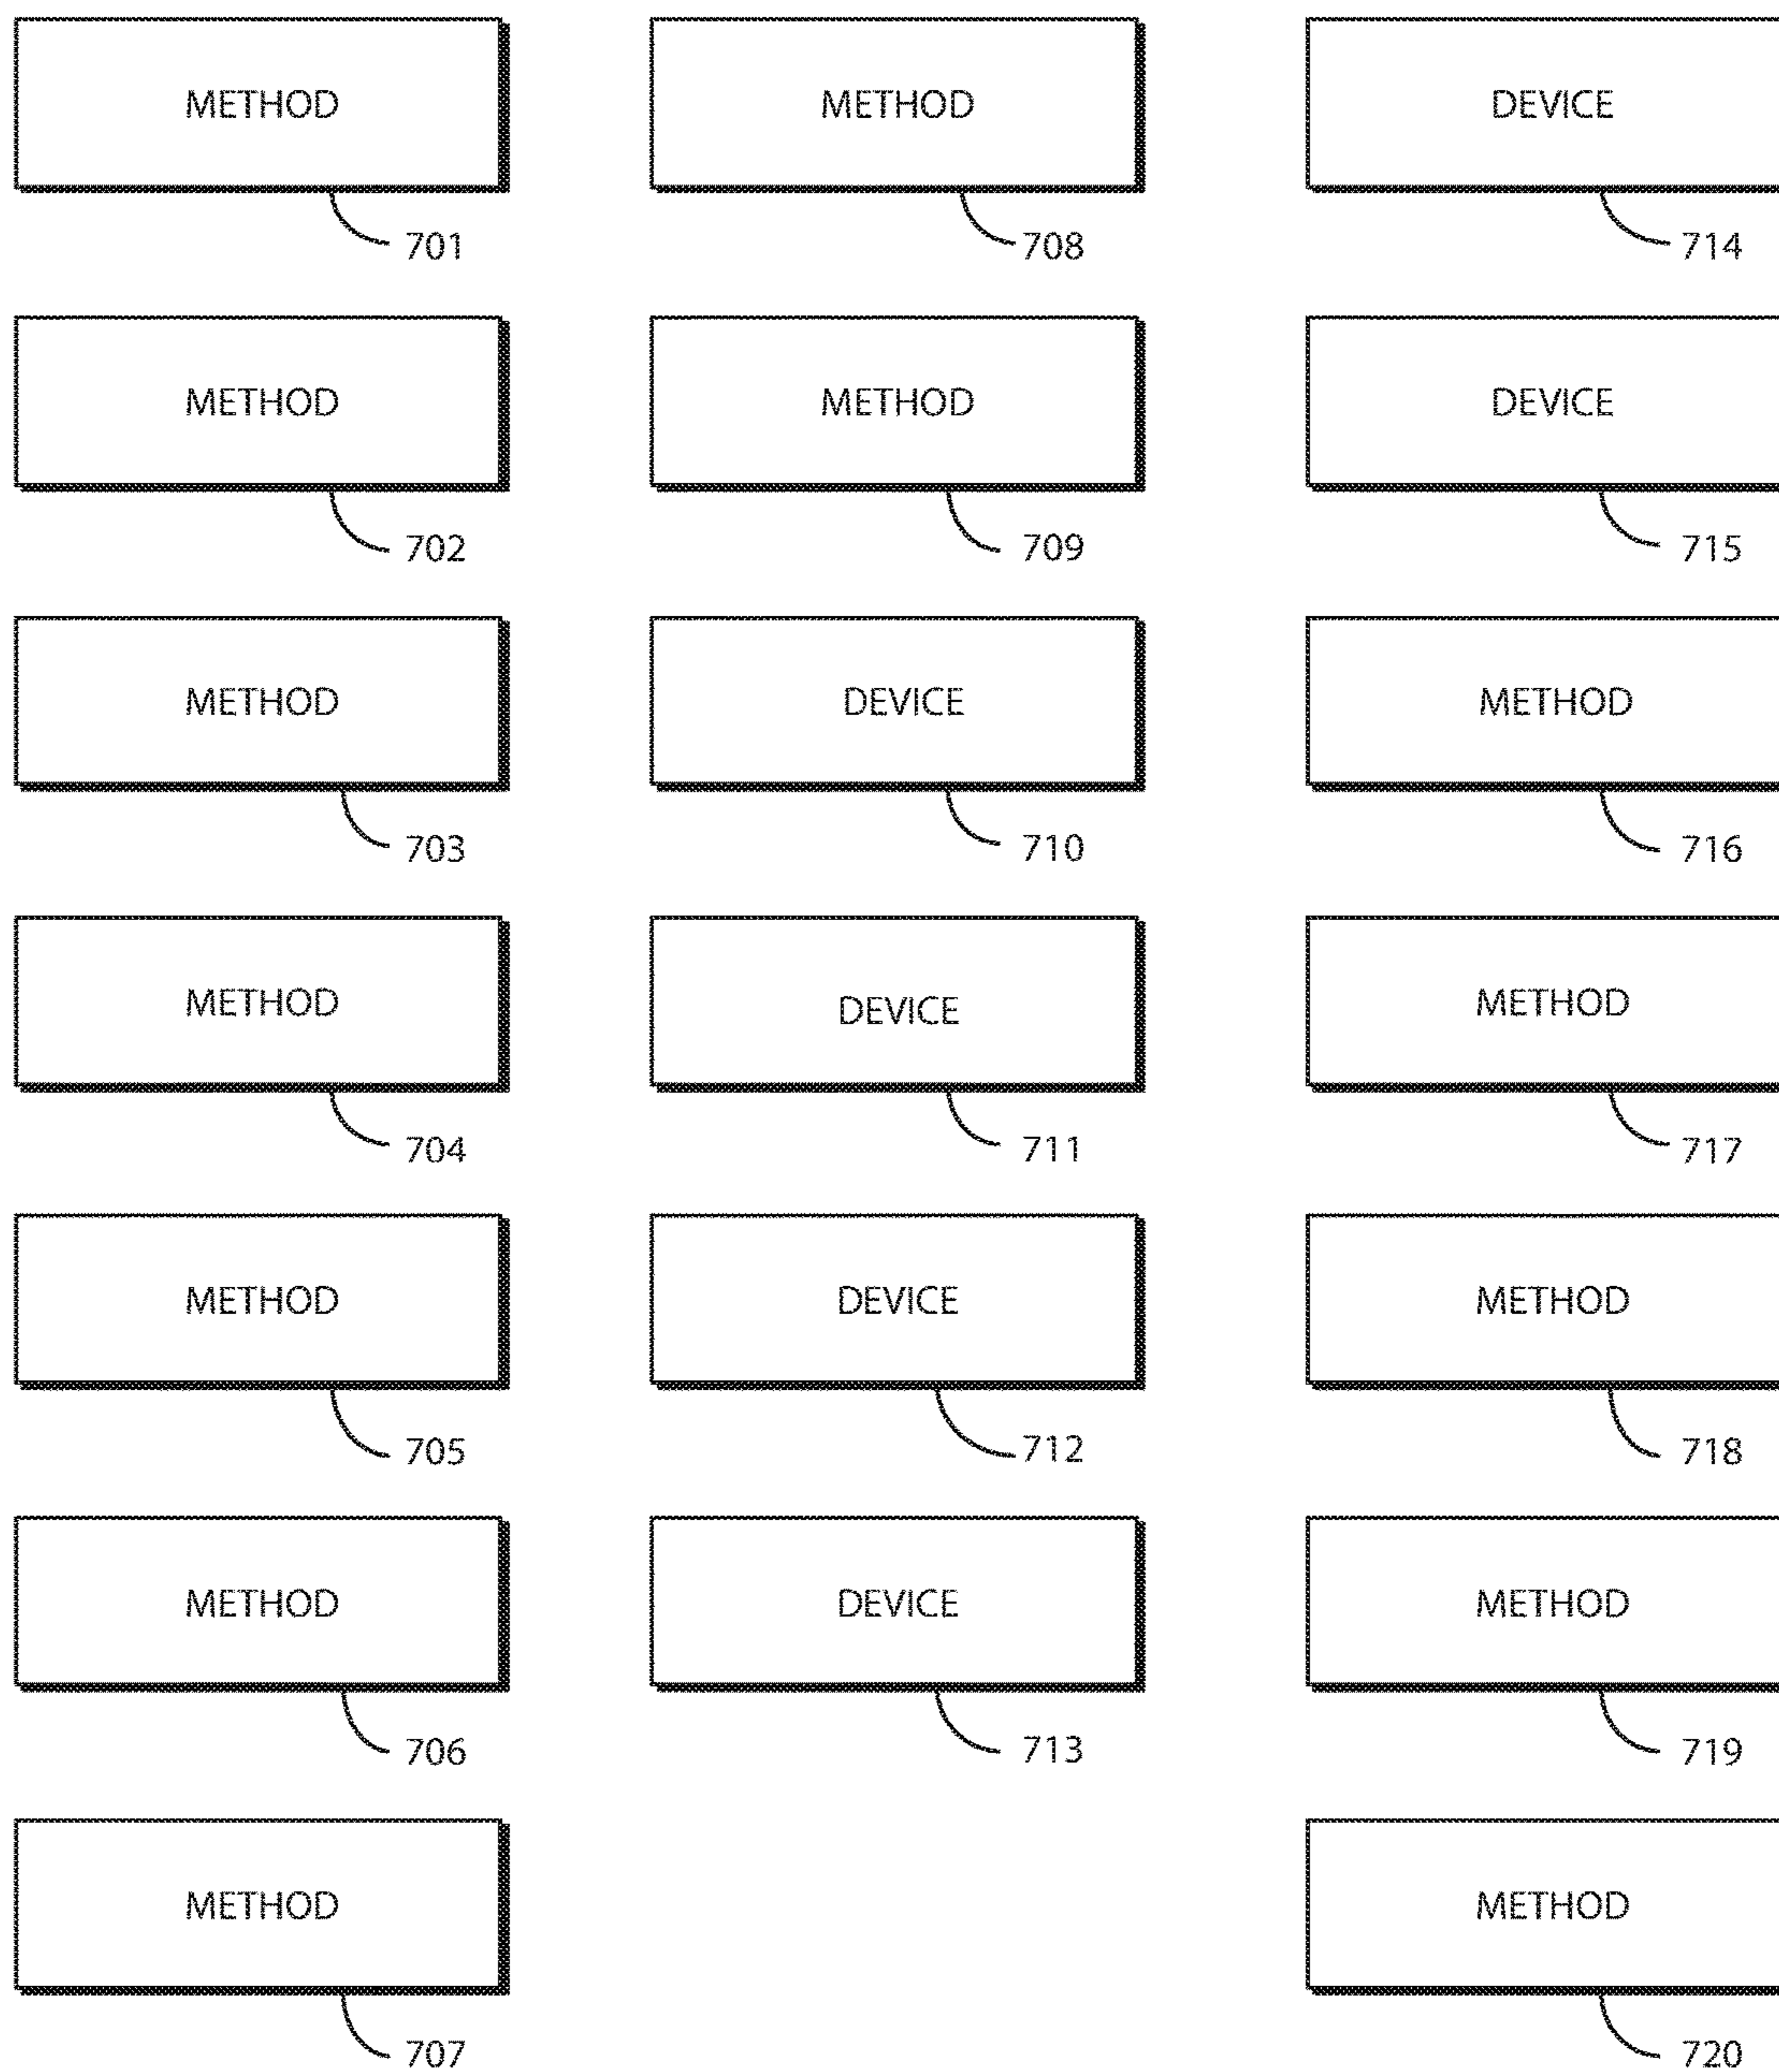 METHOD
701
METHOD
702
METHOD
703
METHOD
704
METHOD
705
METHOD
706
METHOD
707
METHOD
708
METHOD
709
DEVICE
710
DEVICE
711
DEVICE
712
DEVICE
713
DEVICE
714
DEVICE
715
METHOD
716
METHOD
717
METHOD
718
METHOD
719
METHOD
720